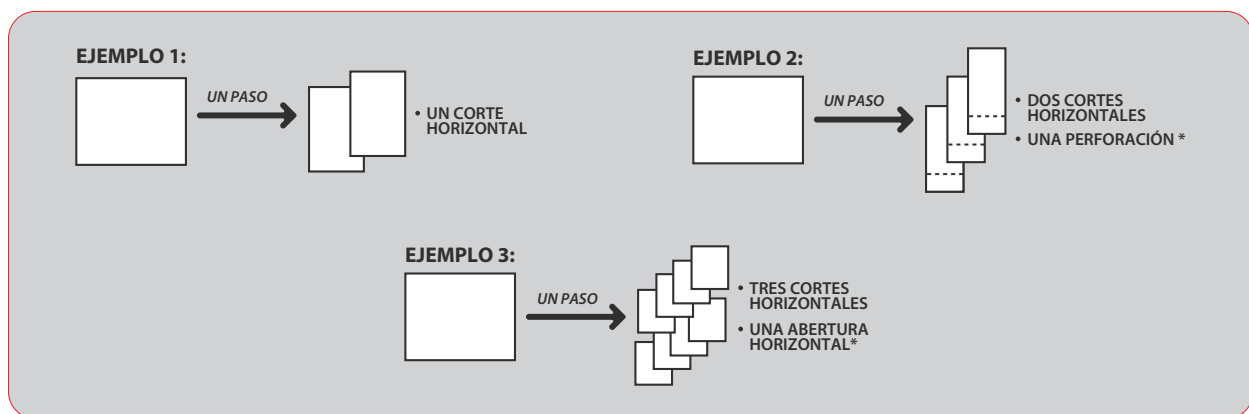 EJEMPLO 1:
UN PASO
• UN CORTE
HORIZONTAL
EJEMPLO 2:
UN PASO
• DOS CORTES
HORIZONTALES
• UNA PERFORACIÓN *
EJEMPLO 3:
UN PASO
• TRES CORTES
HORIZONTALES
• UNA ABERTURA
HORIZONTAL*